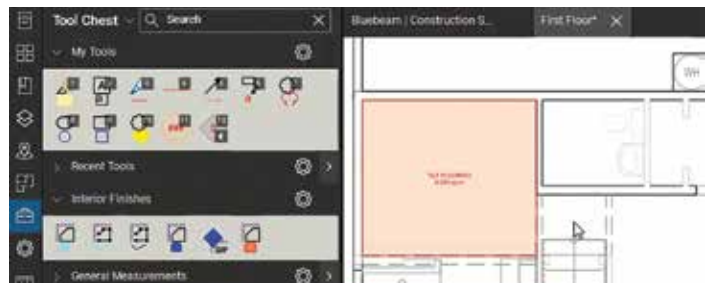 Tool Chest
Search
My Tools
Recent Tools
Interior Finishes
General Measurements
Bluebeam | Construction S...
First Floor*
WH